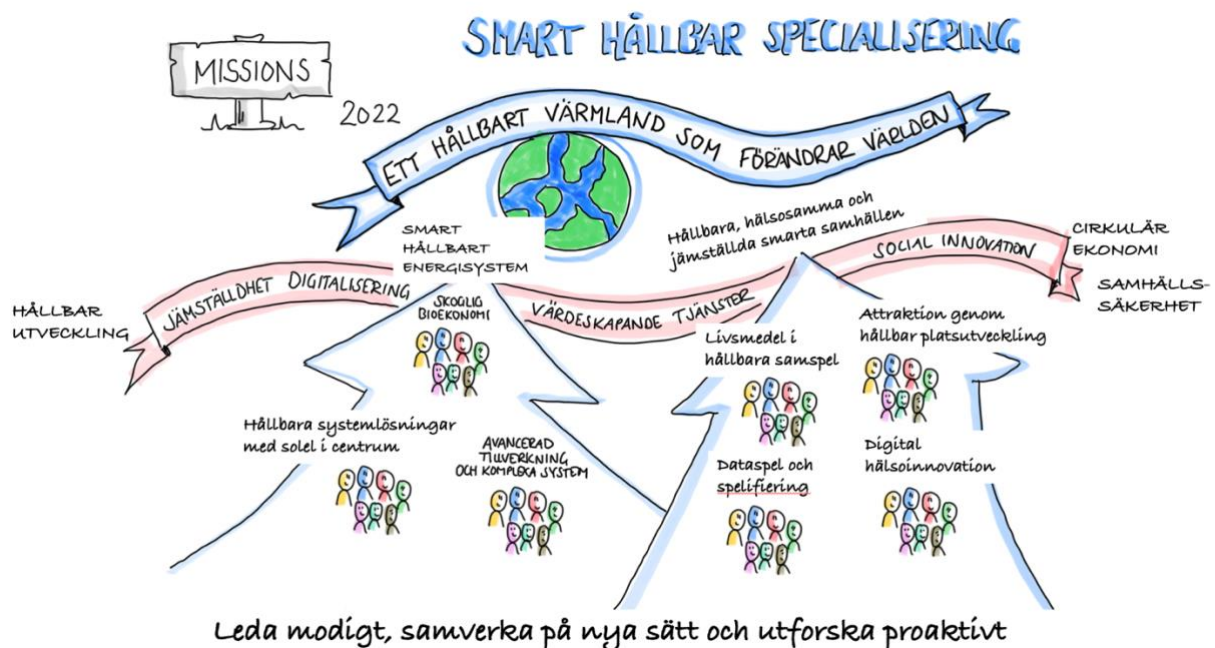 SMART HÅLLBAR SPECIALISERING
MISSIONS
2022
ETT HÅLLBART VÄRMLAND SOM FÖRÄNDRAR VÄRLDEN
SMART
HÅLLBART
ENERGISYSTEM
Hållbara, hälsosamma och
jämställda smarta samhällen
CIRKULÄR
EKONOMI
SAMHÄLLS-
SÄKERHET
HÅLLBAR
UTVECKLING
JÄMSTÄLLDHET DIGITALISERING
VÄRDESKAPANDE TJÄNSTER
SOCIAL INNOVATION
SKOGLIG
BIOEKONOMI
Livsmedel i
hållbara samspel
Attraktion genom
hållbar platsutveckling
Hållbara systemlösningar
med solel i centrum
AVANCERAD
TILLVERKNING
OCH KOMPLEXA SYSTEM
Dataspel och
spelifiering
Digital
hälsoinnovation
Leda modigt, samverka på nya sätt och utforska proaktivt